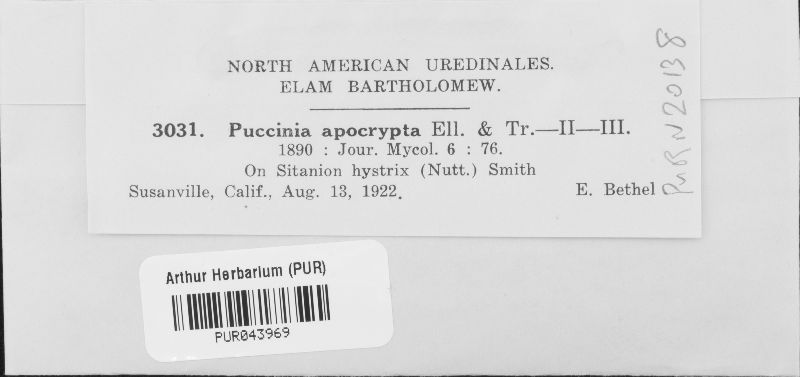 NORTH AMERICAN UREDINALES.
ELAM BARTHOLOMEW.
3031. Puccinia apocrypta Ell. & Tr.—II—III.
1890 : Jour. Mycol. 6 : 76.
On Sitanion hystrix (Nutt.) Smith
Susanville, Calif., Aug. 13, 1922. E. Bethel
PUR N20138
Arthur Herbarium (PUR)
PUR043969